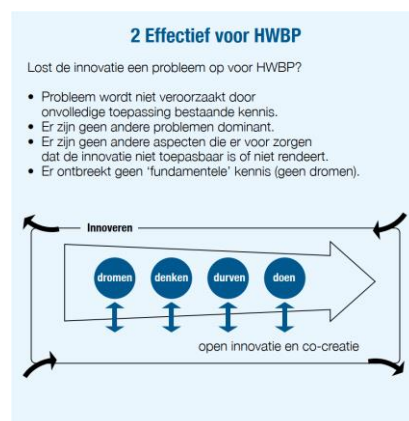 2 Effectief voor HWBP
Lost de innovatie een probleem op voor HWBP?
• Probleem wordt niet veroorzaakt door
onvolledige toepassing bestaande kennis.
• Er zijn geen andere problemen dominant.
• Er zijn geen andere aspecten die er voor zorgen
dat de innovatie niet toepasbaar is of niet rendeert.
• Er ontbreekt geen ‘fundamentele’ kennis (geen dromen).
Innoveren
dromen denken durven doen
open innovatie en co-creatie